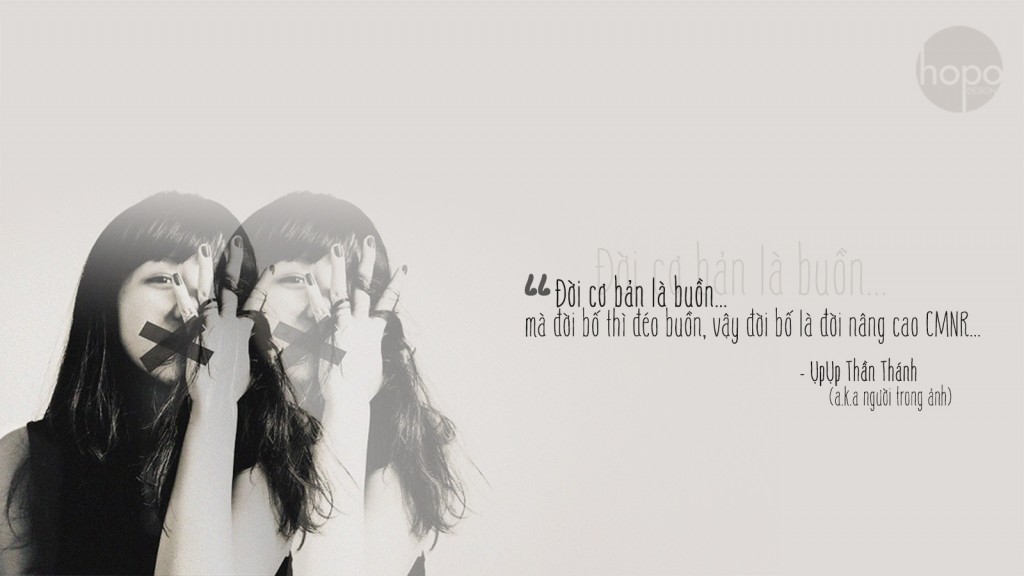 hopo
Đời cơ bản là buồn...
“ Đời cơ bản là buồn...
mà đời bố thì đéo buồn, vậy đời bố là đời nâng cao CMNR...
- ỤpỤp Thần Thánh
(a.k.a người trong ảnh)